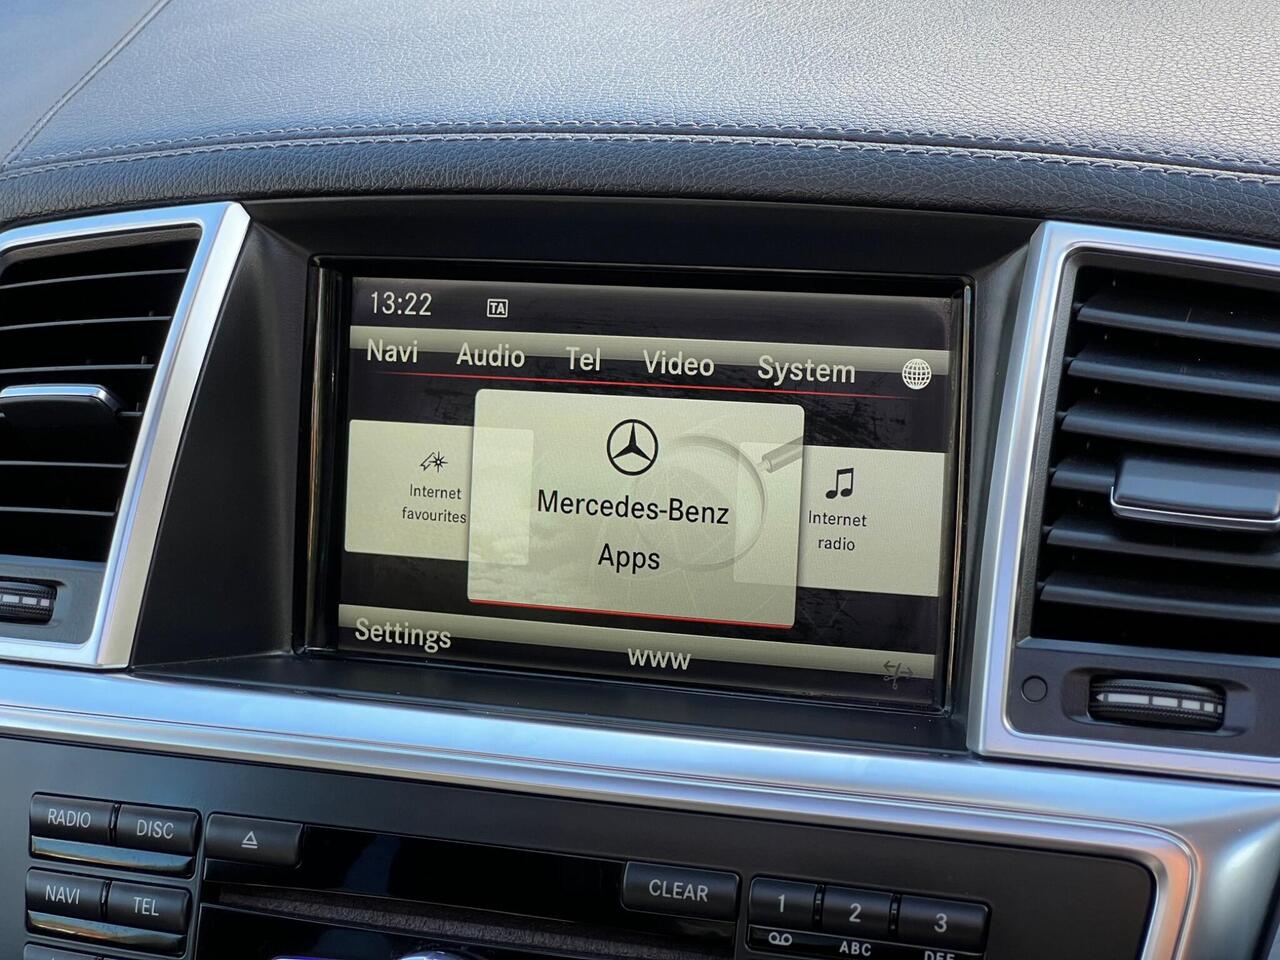 13:22 TA
Navi Audio Tel Video System
Internet
favourites
Mercedes-Benz
Apps
Internet
radio
Settings
www
RADIO DISC
NAVI TEL
CLEAR
1 2 3
ABC DEF